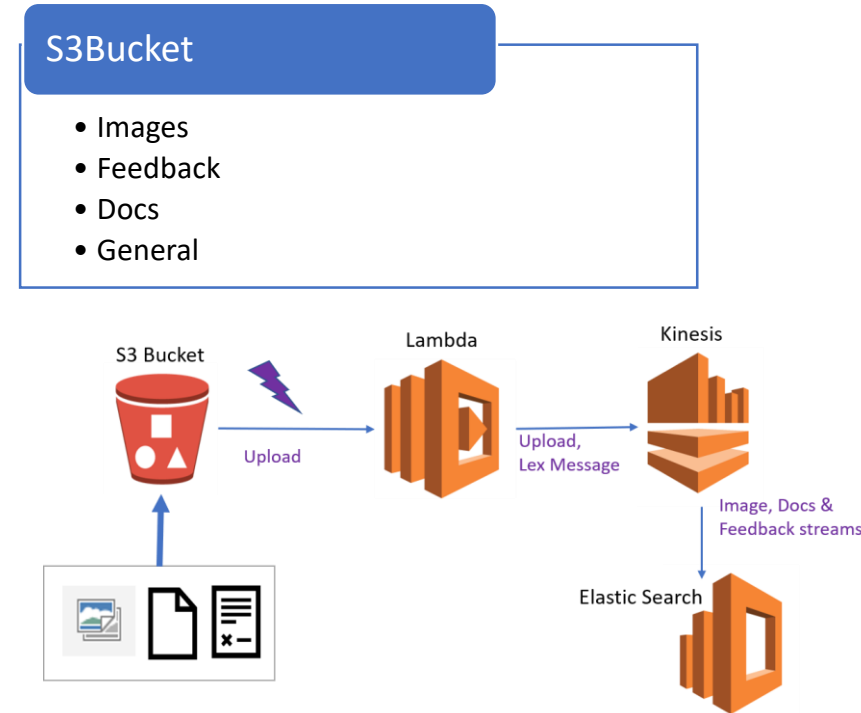 S3Bucket
• Images
• Feedback
• Docs
• General
S3 Bucket
Lambda
Kinesis
Upload
Upload,
Lex Message
Image, Docs &
Feedback streams
Elastic Search